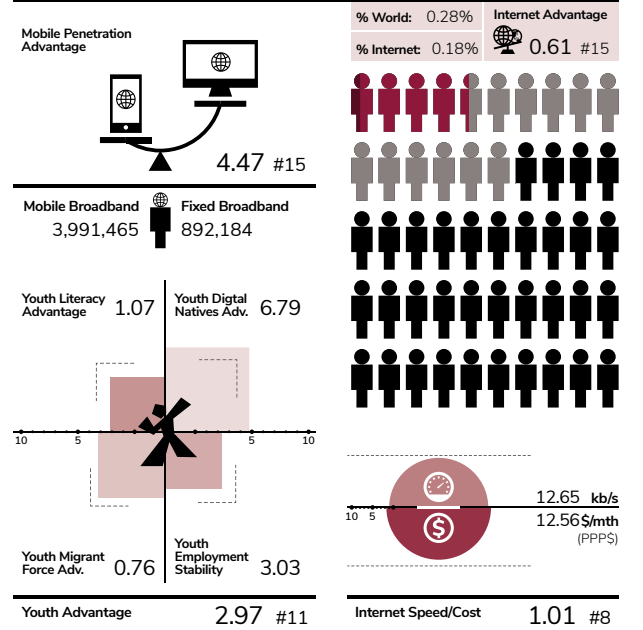 Mobile Penetration
Advantage
4.47 #15
Mobile Broadband
3,991,465
Fixed Broadband
892,184
Youth Literacy
Advantage
1.07
Youth Digtal
Natives Adv.
6.79
10 5 5 10
Youth Migrant
Force Adv.
0.76
Youth
Employment
Stability
3.03
Youth Advantage 2.97 #11
% World: 0.28%
% Internet: 0.18%
Internet Advantage
0.61 #15
10 5
$
12.65 kb/s
12.56 $/mth
(PPP$)
Internet Speed/Cost 1.01 #8